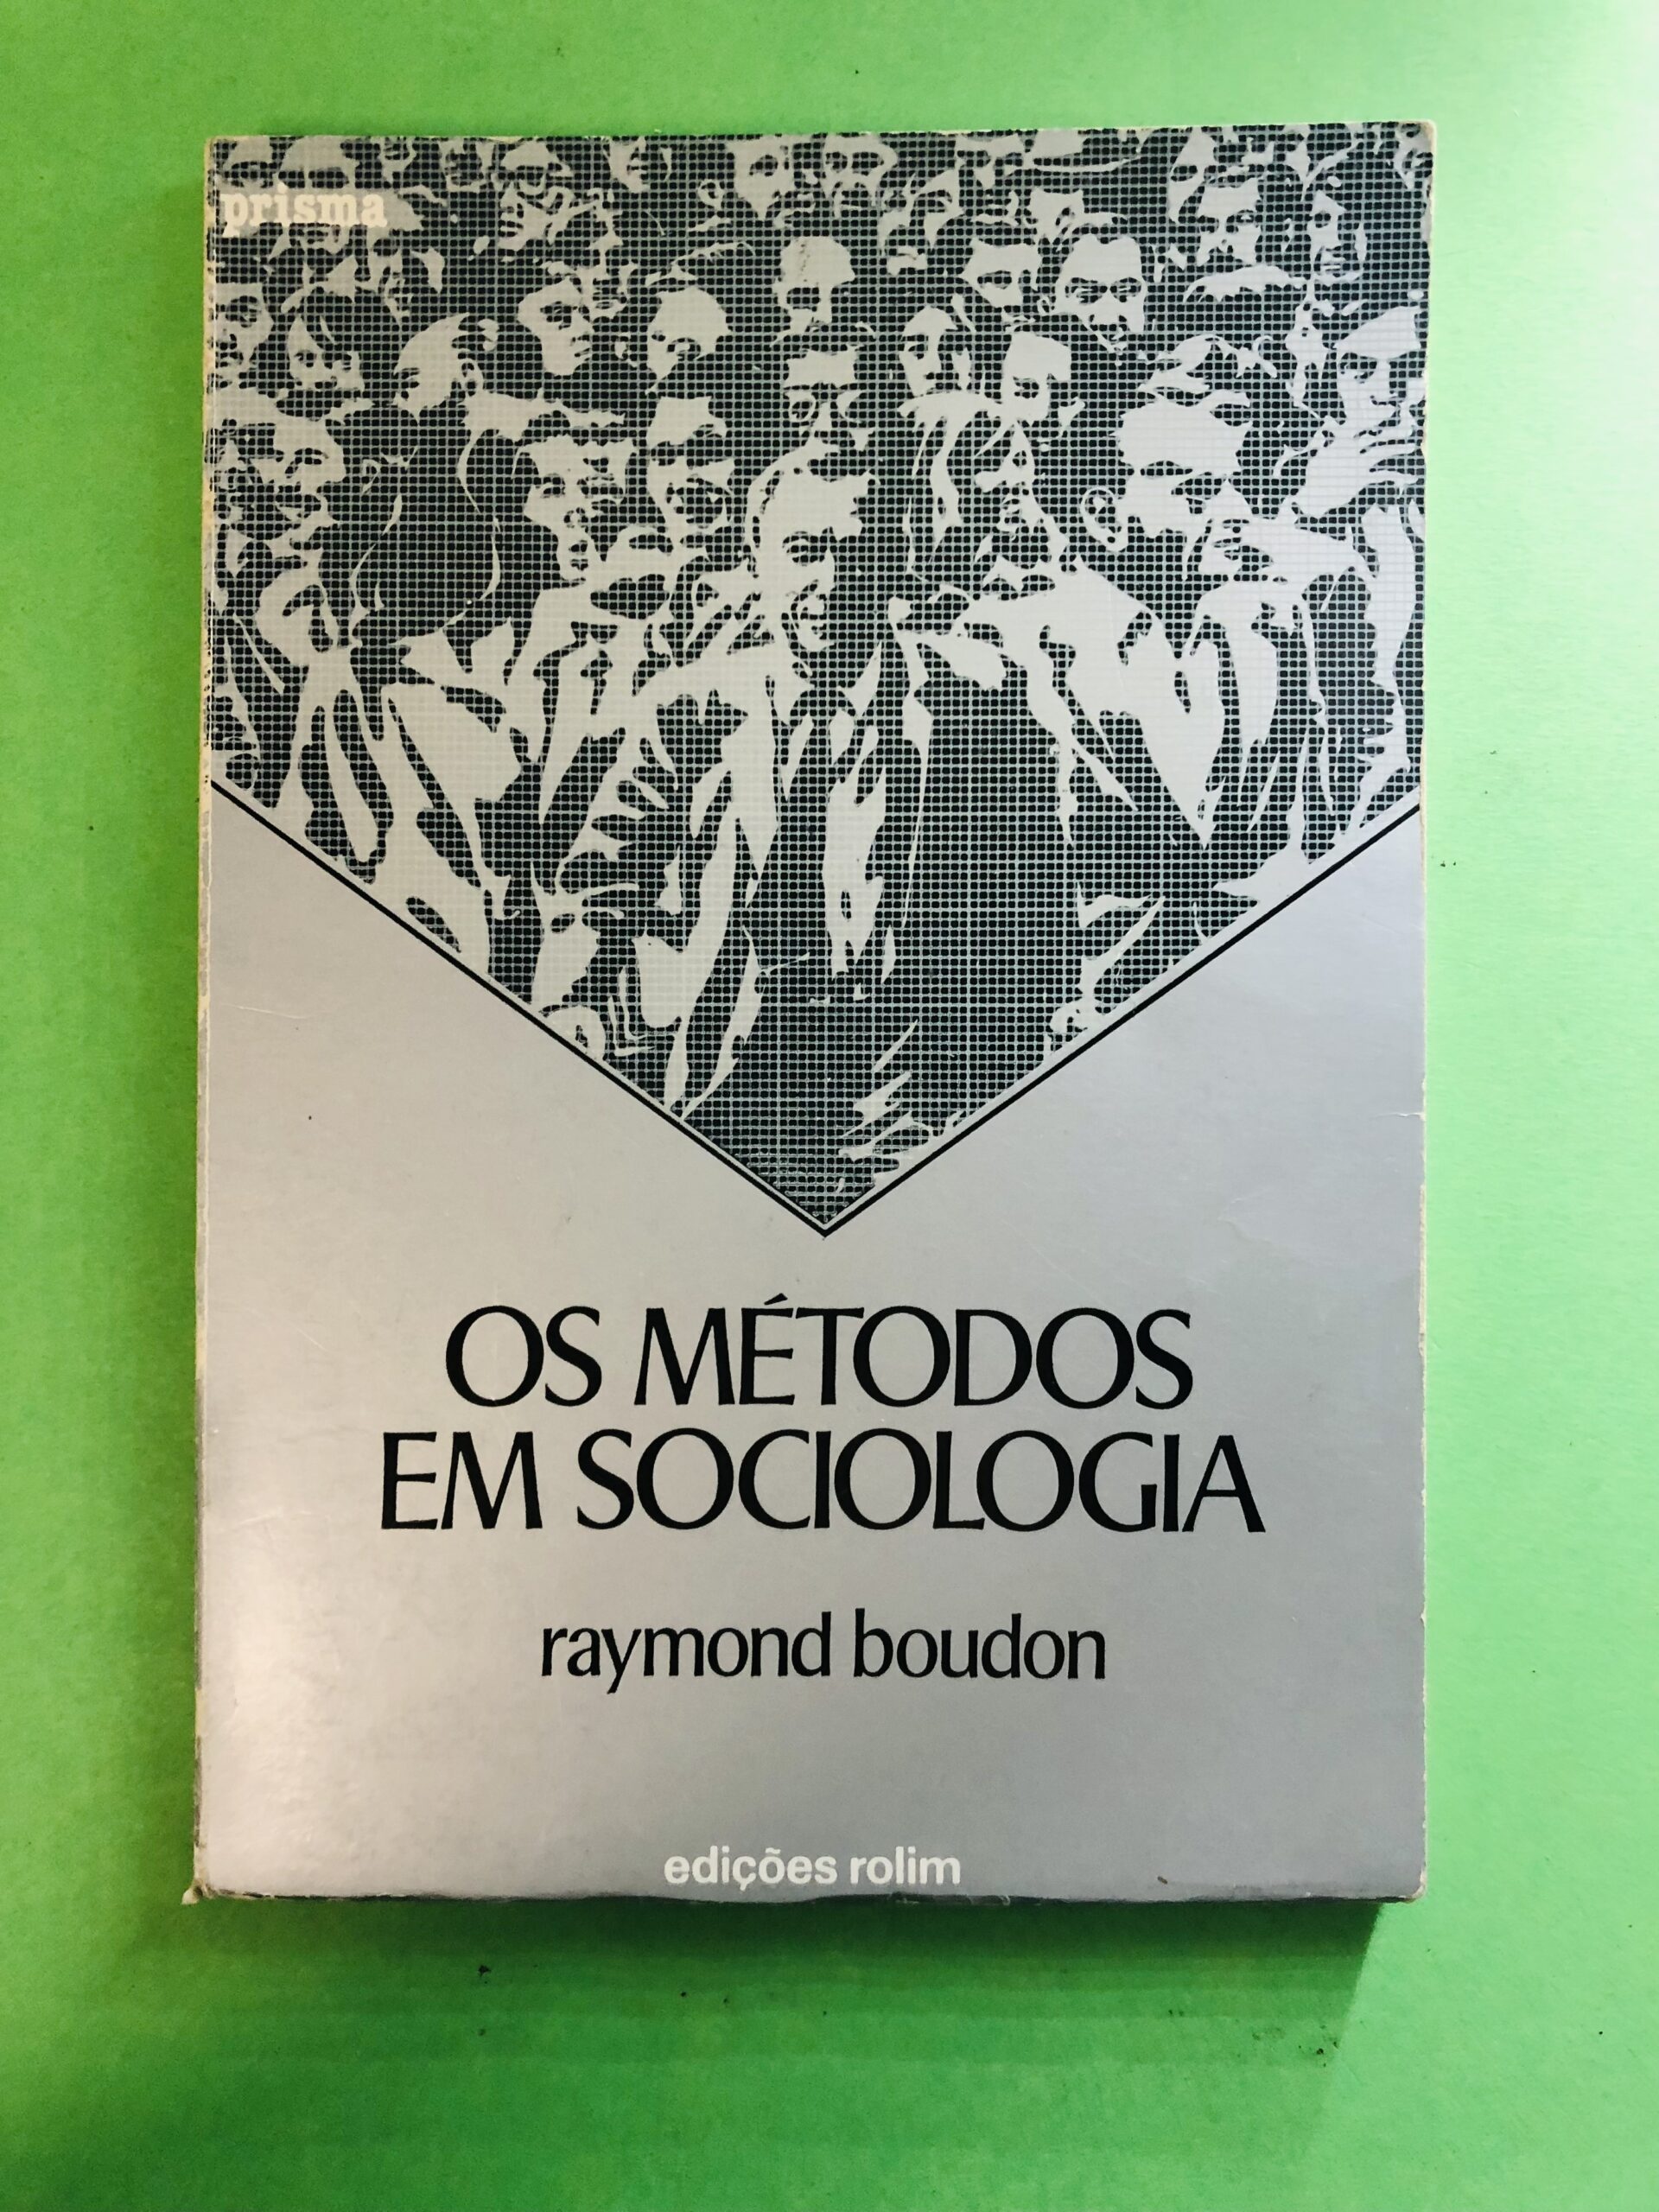 prisma
OS MÉTODOS
EM SOCIOLOGIA
raymond boudon
edições rolim